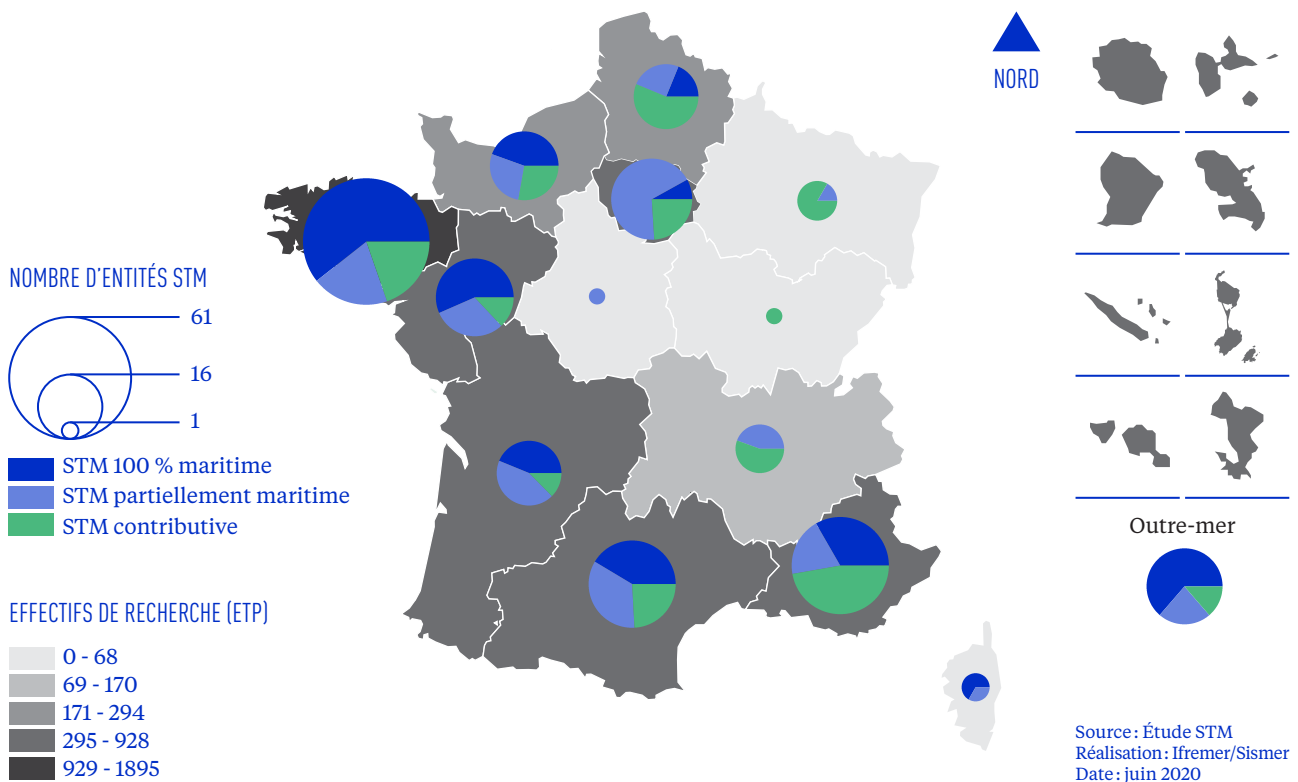 NORD
NOMBRE D'ENTITÉS STM
61
16
1
STM 100 % maritime
STM partiellement maritime
STM contributive
EFFECTIFS DE RECHERCHE (ETP)
0 - 68
69 - 170
171 - 294
295 - 928
929 - 1895
Outre-mer
Source : Étude STM
Réalisation : Ifremer/Sismer
Date : juin 2020